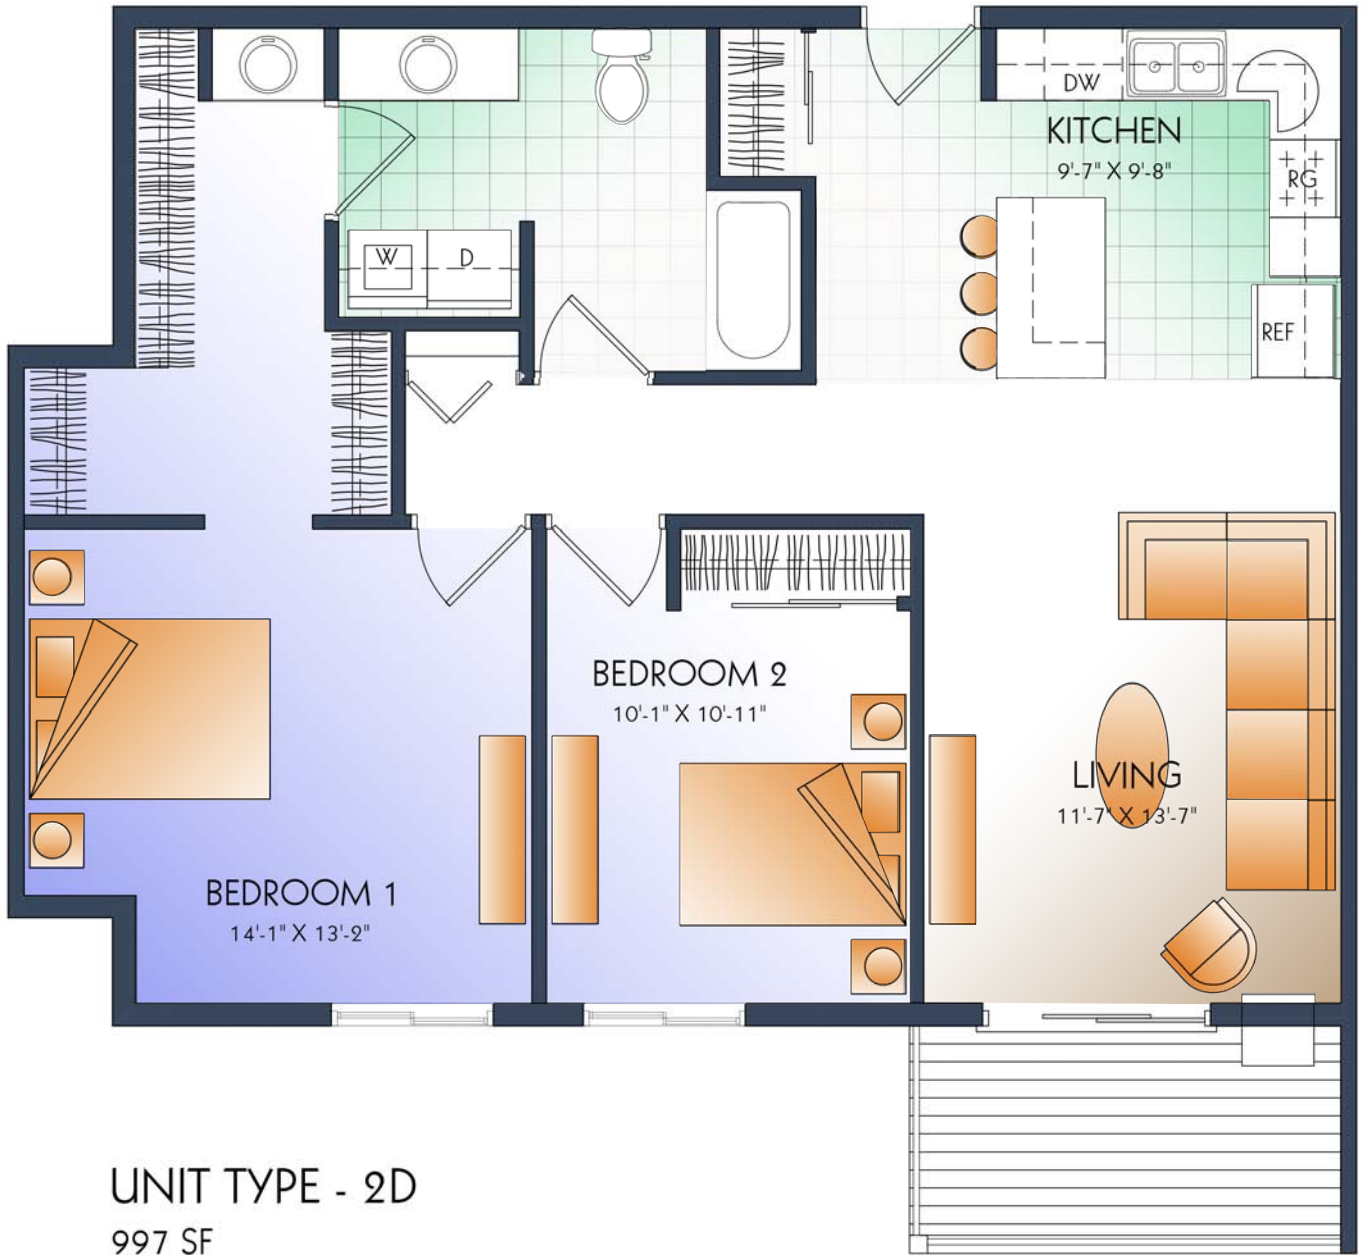 DW
KITCHEN
9'-7" X 9'-8"
RG
W
D
REF
BEDROOM 2
10'-1" X 10'-11"
LIVING
11'-7" X 13'-7"
BEDROOM 1
14'-1" X 13'-2"
UNIT TYPE - 2D
997 SF